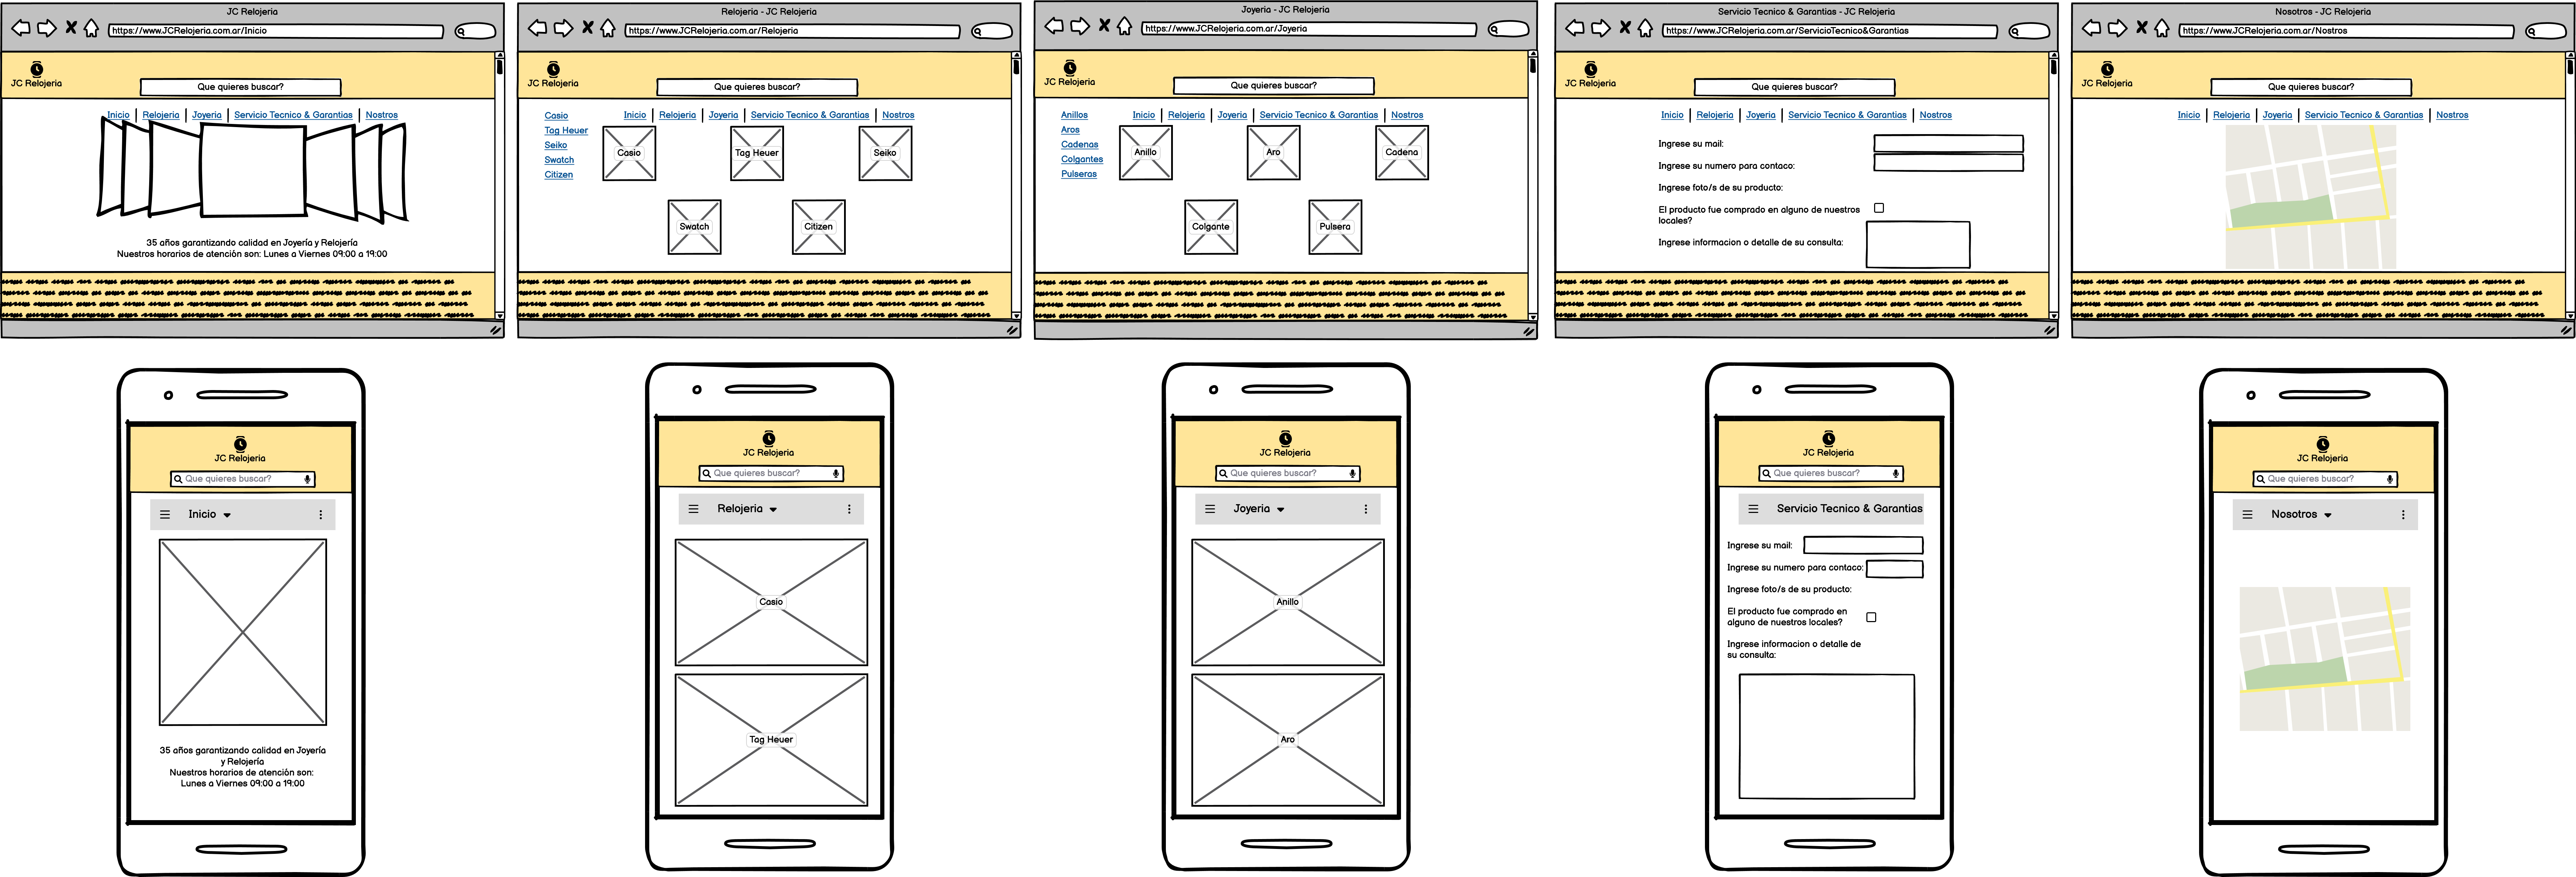 JC Relojeria
https://www.JCRelojeria.com.ar/Inicio
JC Relojeria
Que quieres buscar?
Inicio | Relojeria | Joyeria | Servicio Tecnico & Garantias | Nostros
35 años garantizando calidad en Joyería y Relojería
Nuestros horarios de atención son: Lunes a Viernes 09:00 a 19:00
Relojeria - JC Relojeria
https://www.JCRelojeria.com.ar/Relojeria
JC Relojeria
Que quieres buscar?
Inicio | Relojeria | Joyeria | Servicio Tecnico & Garantias | Nostros
Casio
Tag Heuer
Seiko
Swatch
Citizen
Casio
Tag Heuer
Seiko
Swatch
Citizen
Joyeria - JC Relojeria
https://www.JCRelojeria.com.ar/Joyeria
JC Relojeria
Que quieres buscar?
Inicio | Relojeria | Joyeria | Servicio Tecnico & Garantias | Nostros
Anillos
Aros
Cadenas
Colgantes
Pulseras
Anillo
Aro
Cadena
Colgante
Pulsera
Servicio Tecnico & Garantias - JC Relojeria
https://www.JCRelojeria.com.ar/ServicioTecnico&Garantias
JC Relojeria
Que quieres buscar?
Inicio | Relojeria | Joyeria | Servicio Tecnico & Garantias | Nostros
Ingrese su mail:
Ingrese su numero para contaco:
Ingrese foto/s de su producto:
El producto fue comprado en alguno de nuestros
locales?
Ingrese informacion o detalle de su consulta:
Nosotros - JC Relojeria
https://www.JCRelojeria.com.ar/Nostros
JC Relojeria
Que quieres buscar?
Inicio | Relojeria | Joyeria | Servicio Tecnico & Garantias | Nostros
JC Relojeria
Que quieres buscar?
Inicio
35 años garantizando calidad en Joyería
y Relojería
Nuestros horarios de atención son:
Lunes a Viernes 09:00 a 19:00
JC Relojeria
Que quieres buscar?
Relojeria
Casio
Tag Heuer
JC Relojeria
Que quieres buscar?
Joyeria
Anillo
Aro
JC Relojeria
Que quieres buscar?
Servicio Tecnico & Garantias
Ingrese su mail:
Ingrese su numero para contaco:
Ingrese foto/s de su producto:
El producto fue comprado en
alguno de nuestros locales?
Ingrese informacion o detalle de
su consulta:
JC Relojeria
Que quieres buscar?
Nosotros